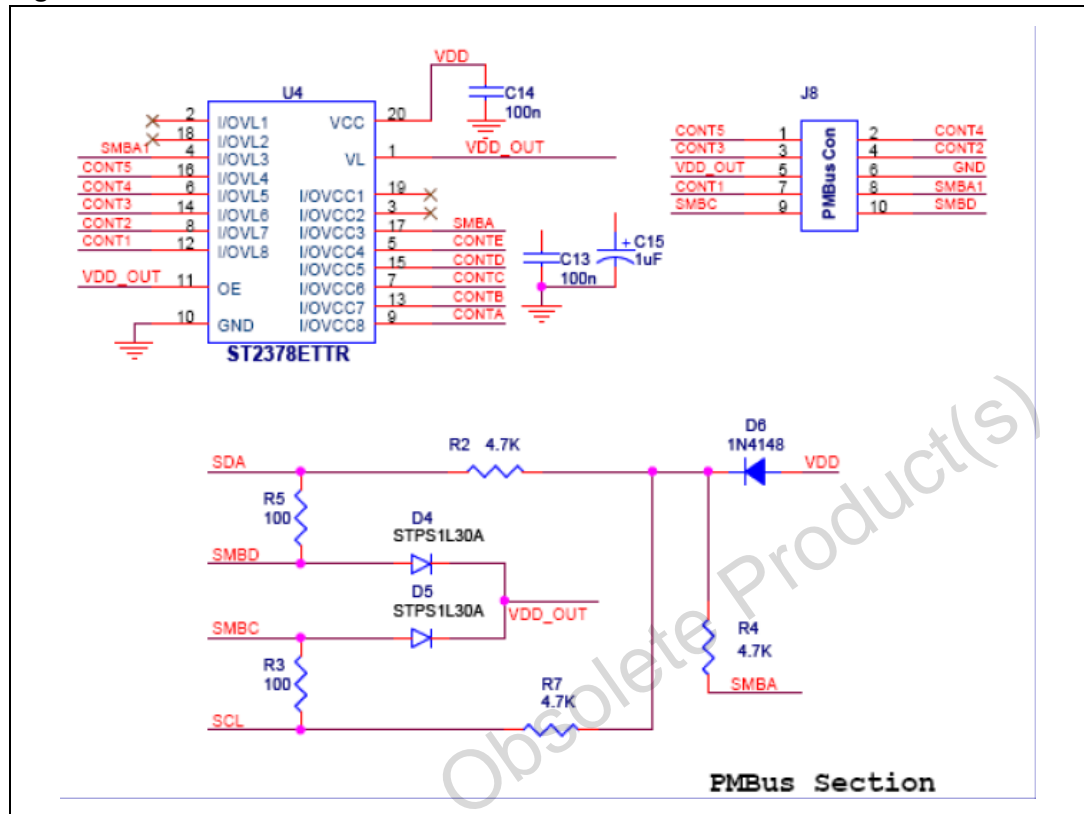 VDD
U4
C14
100n
J8
2 I/OVL1
18 I/OVL2
SMBA1 4 I/OVL3
CONT5 16 I/OVL4
CONT4 6 I/OVL5
CONT3 14 I/OVL6
CONT2 8 I/OVL7
CONT1 12 I/OVL8
VDD_OUT 11 OE
10 GND
VCC 20
VL 1 VDD_OUT
I/OVCC1 19
I/OVCC2 3
I/OVCC3 17 SMBA
I/OVCC4 5 CONTE
I/OVCC5 15 CONTD
I/OVCC6 7 CONTC
I/OVCC7 13 CONTB
I/OVCC8 9 CONTA
ST2378ETTR
C13
100n
+ C15
1uF
CONT5 1
CONT3 3
VDD_OUT 5
CONT1 7
SMBC 9
PMBus Con
2 CONT4
4 CONT2
6 GND
8 SMBA1
10 SMBD
SDA
R2 4.7K
D6
1N4148
VDD
R5
100
D4
STPS1L30A
SMBD
D5
STPS1L30A
VDD_OUT
SMBC
R3
100
R4
4.7K
SMBA
R7
4.7K
SCL
Obsolete Product(s)
PMBus Section